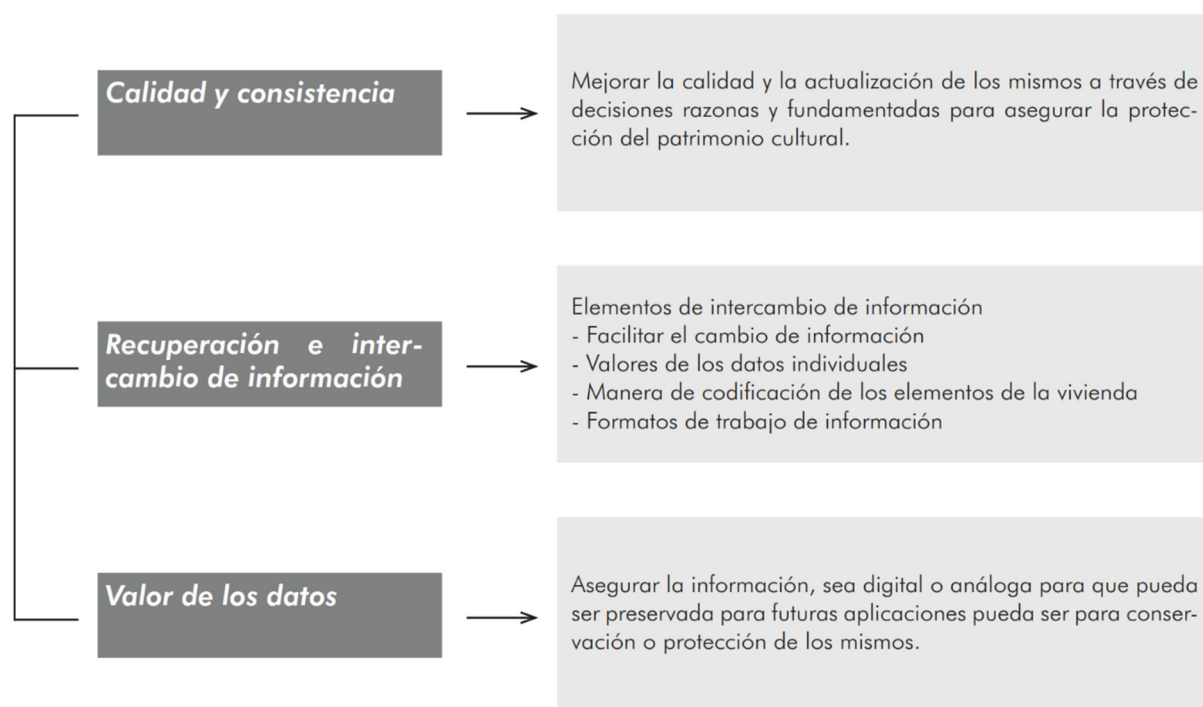 Calidad y consistencia
Mejorar la calidad y la actualización de los mismos a través de
decisiones razonas y fundamentadas para asegurar la protec-
ción del patrimonio cultural.
Recuperación e inter-
cambio de información
Elementos de intercambio de información
- Facilitar el cambio de información
- Valores de los datos individuales
- Manera de codificación de los elementos de la vivienda
- Formatos de trabajo de información
Valor de los datos
Asegurar la información, sea digital o análoga para que pueda
ser preservada para futuras aplicaciones pueda ser para conser-
vación o protección de los mismos.